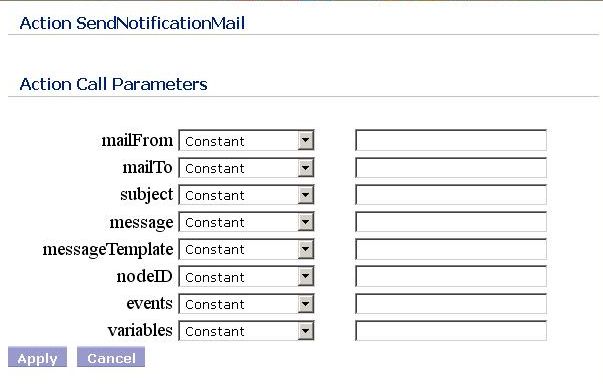 Action SendNotificationMail
Action Call Parameters
mailFrom Constant
mailTo Constant
subject Constant
message Constant
messageTemplate Constant
nodeID Constant
events Constant
variables Constant
Apply Cancel